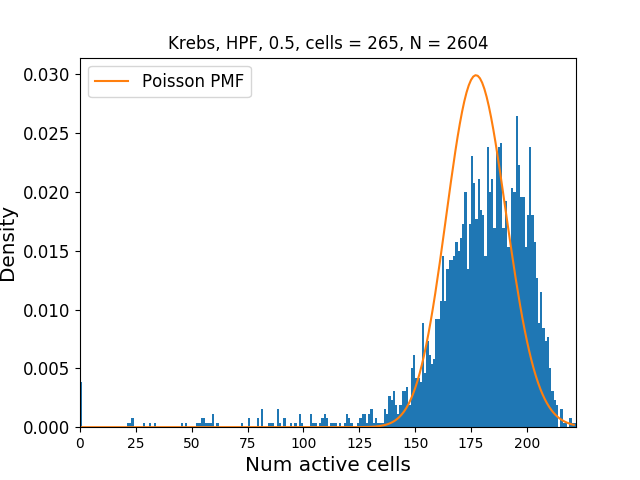 Krebs, HPF, 0.5, cells = 265, N = 2604
Poisson PMF
Density
0.030
0.025
0.020
0.015
0.010
0.005
0.000
0 25 50 75 100 125 150 175 200
Num active cells